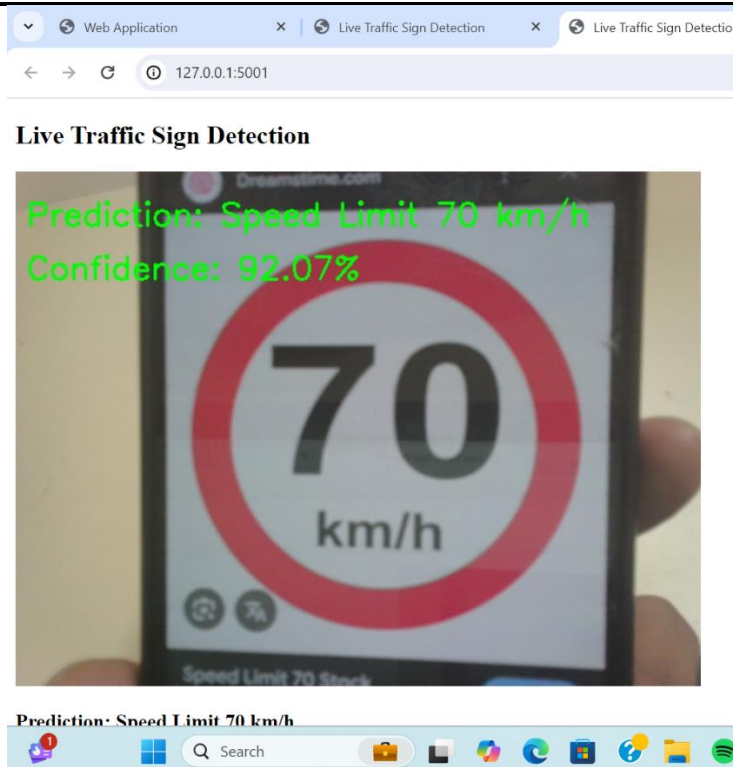 Web Application
Live Traffic Sign Detection
Live Traffic Sign Detectio
127.0.0.1:5001
Live Traffic Sign Detection
Dreamstime.com
Prediction: Speed Limit 70 km/h
Confidence: 92.07%
70
km/h
Speed Limit 70 Stock
Prediction: Speed Limit 70 km/h
1
Search